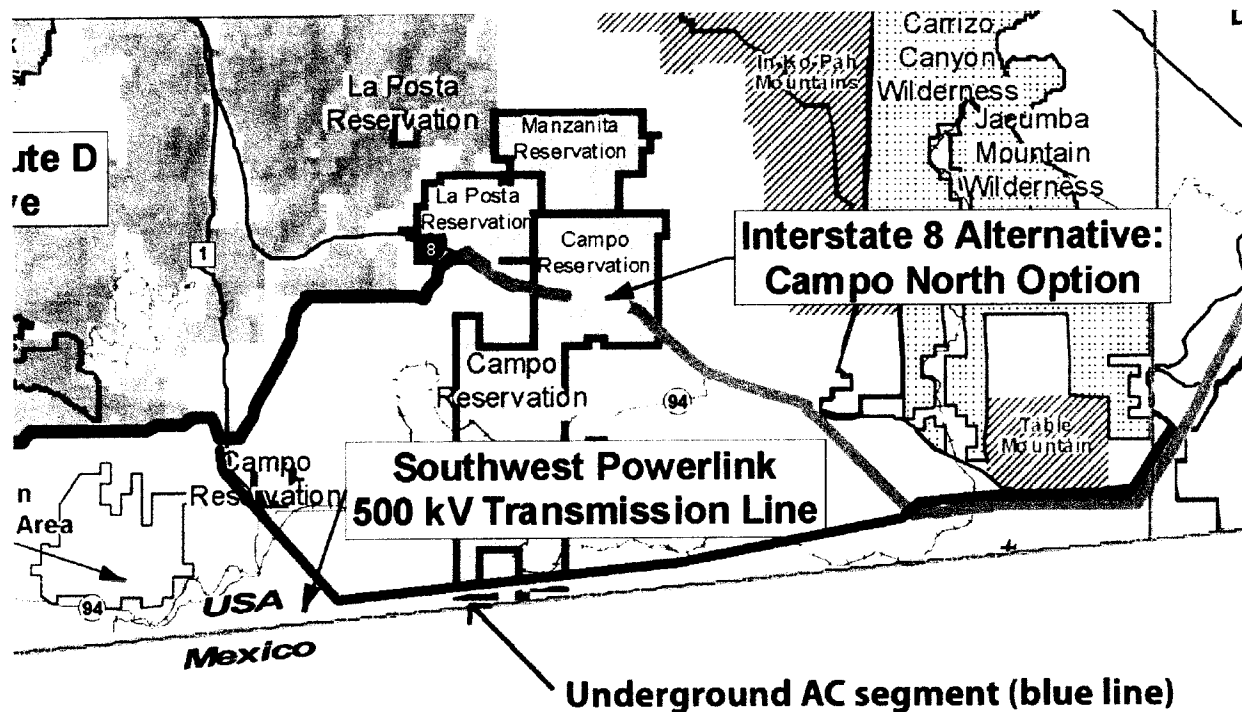 Carrizo
Canyon
Wilderness
In-Ko-Pah
Mountains
La Posta
Reservation
Manzanita
Reservation
Jacumba
Mountain
Wilderness
ute D
ve
La Posta
Reservation
8
1
Campo
Reservation
Interstate 8 Alternative:
Campo North Option
Campo
Reservation
94
Table
Mountain
Campo
Reservation
Southwest Powerlink
500 kV Transmission Line
n
Area
94
USA
Mexico
Underground AC segment (blue line)